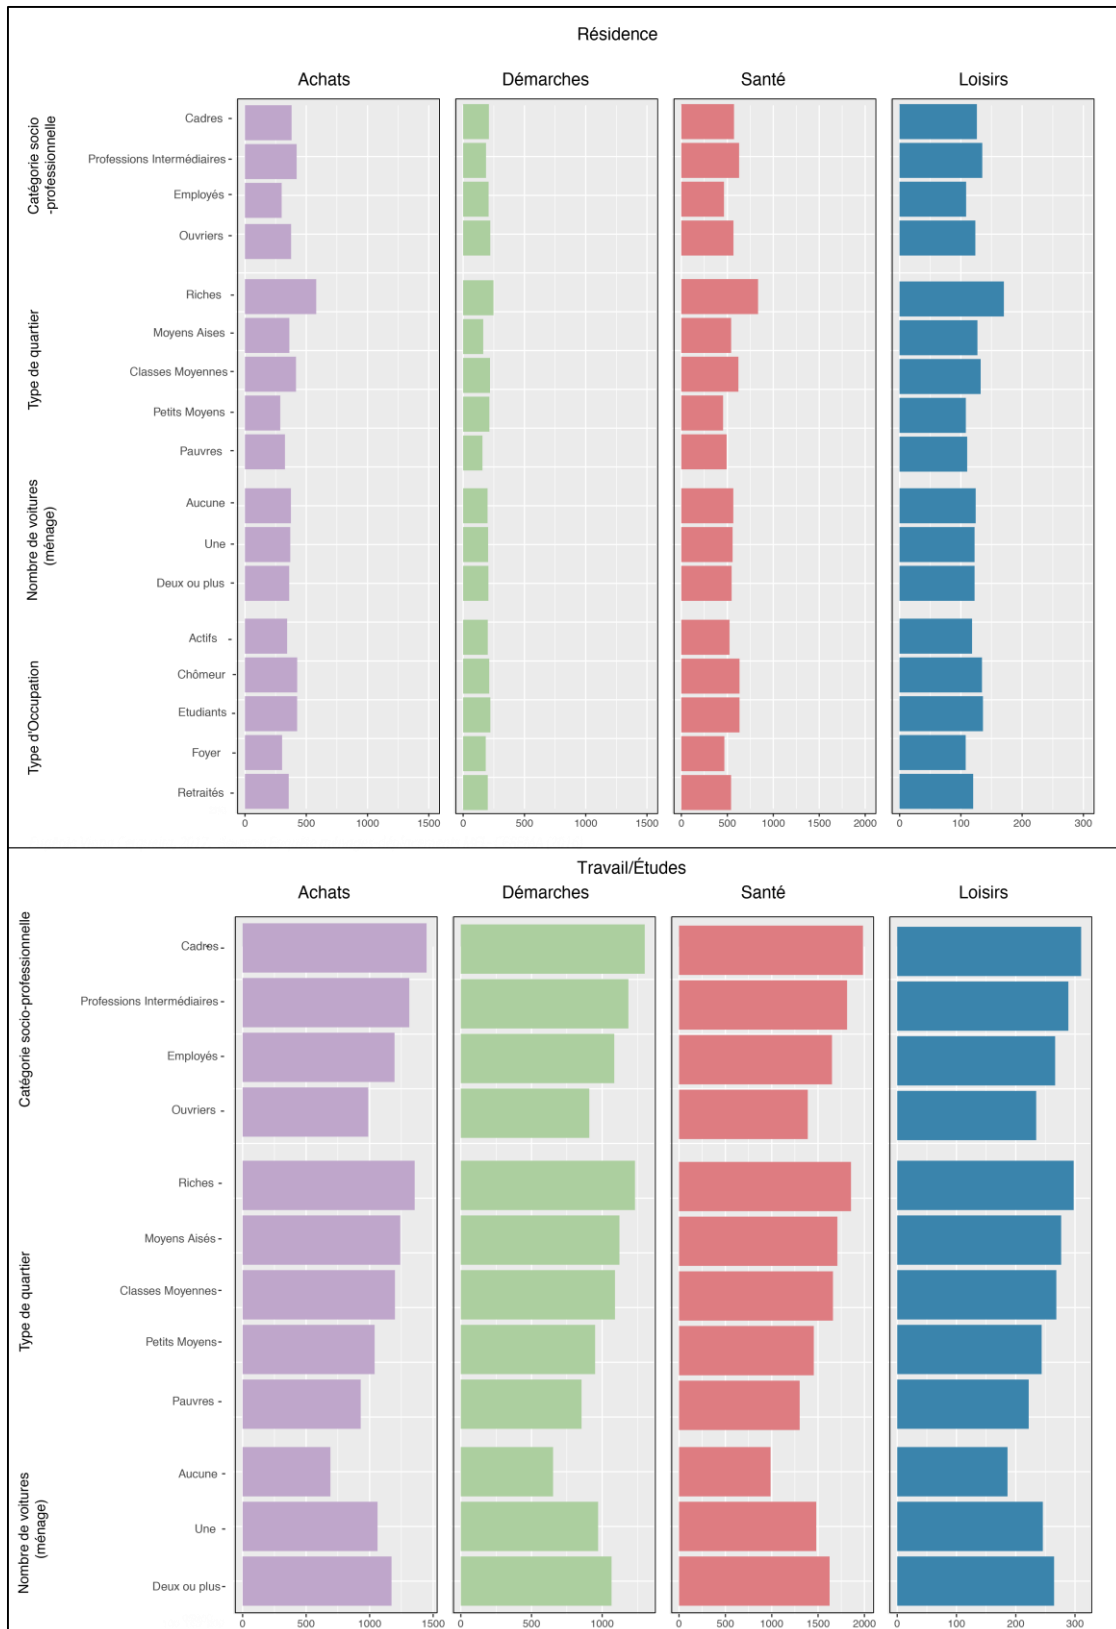 Résidence
Achats
Démarches
Santé
Loisirs
Catégorie socio
-professionnelle
Cadres
Professions Intermédiaires
Employés
Ouvriers
Type de quartier
Riches
Moyens Aises
Classes Moyennes
Petits Moyens
Pauvres
Nombre de voitures
(ménage)
Aucune
Une
Deux ou plus
Type d'Occupation
Actifs
Chômeur
Etudiants
Foyer
Retraités
0 500 1000 1500
0 500 1000 1500
0 500 1000 1500 2000
0 100 200 300
Travail/Études
Achats
Démarches
Santé
Loisirs
Catégorie socio-professionnelle
Cadres
Professions Intermédiaires
Employés
Ouvriers
Type de quartier
Riches
Moyens Aisés
Classes Moyennes
Petits Moyens
Pauvres
Nombre de voitures
(ménage)
Aucune
Une
Deux ou plus
0 500 1000 1500
0 500 1000
0 500 1000 1500 2000
0 100 200 300